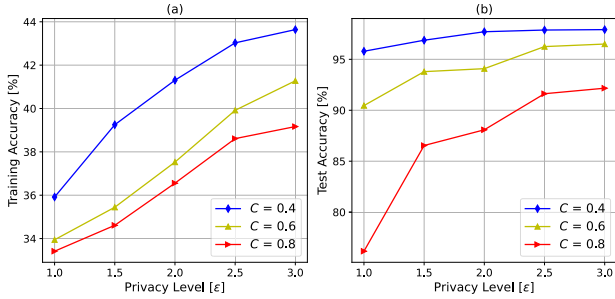 (a)
Training Accuracy [%]
44
42
40
38
36
34
1.0 1.5 2.0 2.5 3.0
Privacy Level [ε]
C = 0.4
C = 0.6
C = 0.8
(b)
Test Accuracy [%]
95
90
85
80
1.0 1.5 2.0 2.5 3.0
Privacy Level [ε]
C = 0.4
C = 0.6
C = 0.8